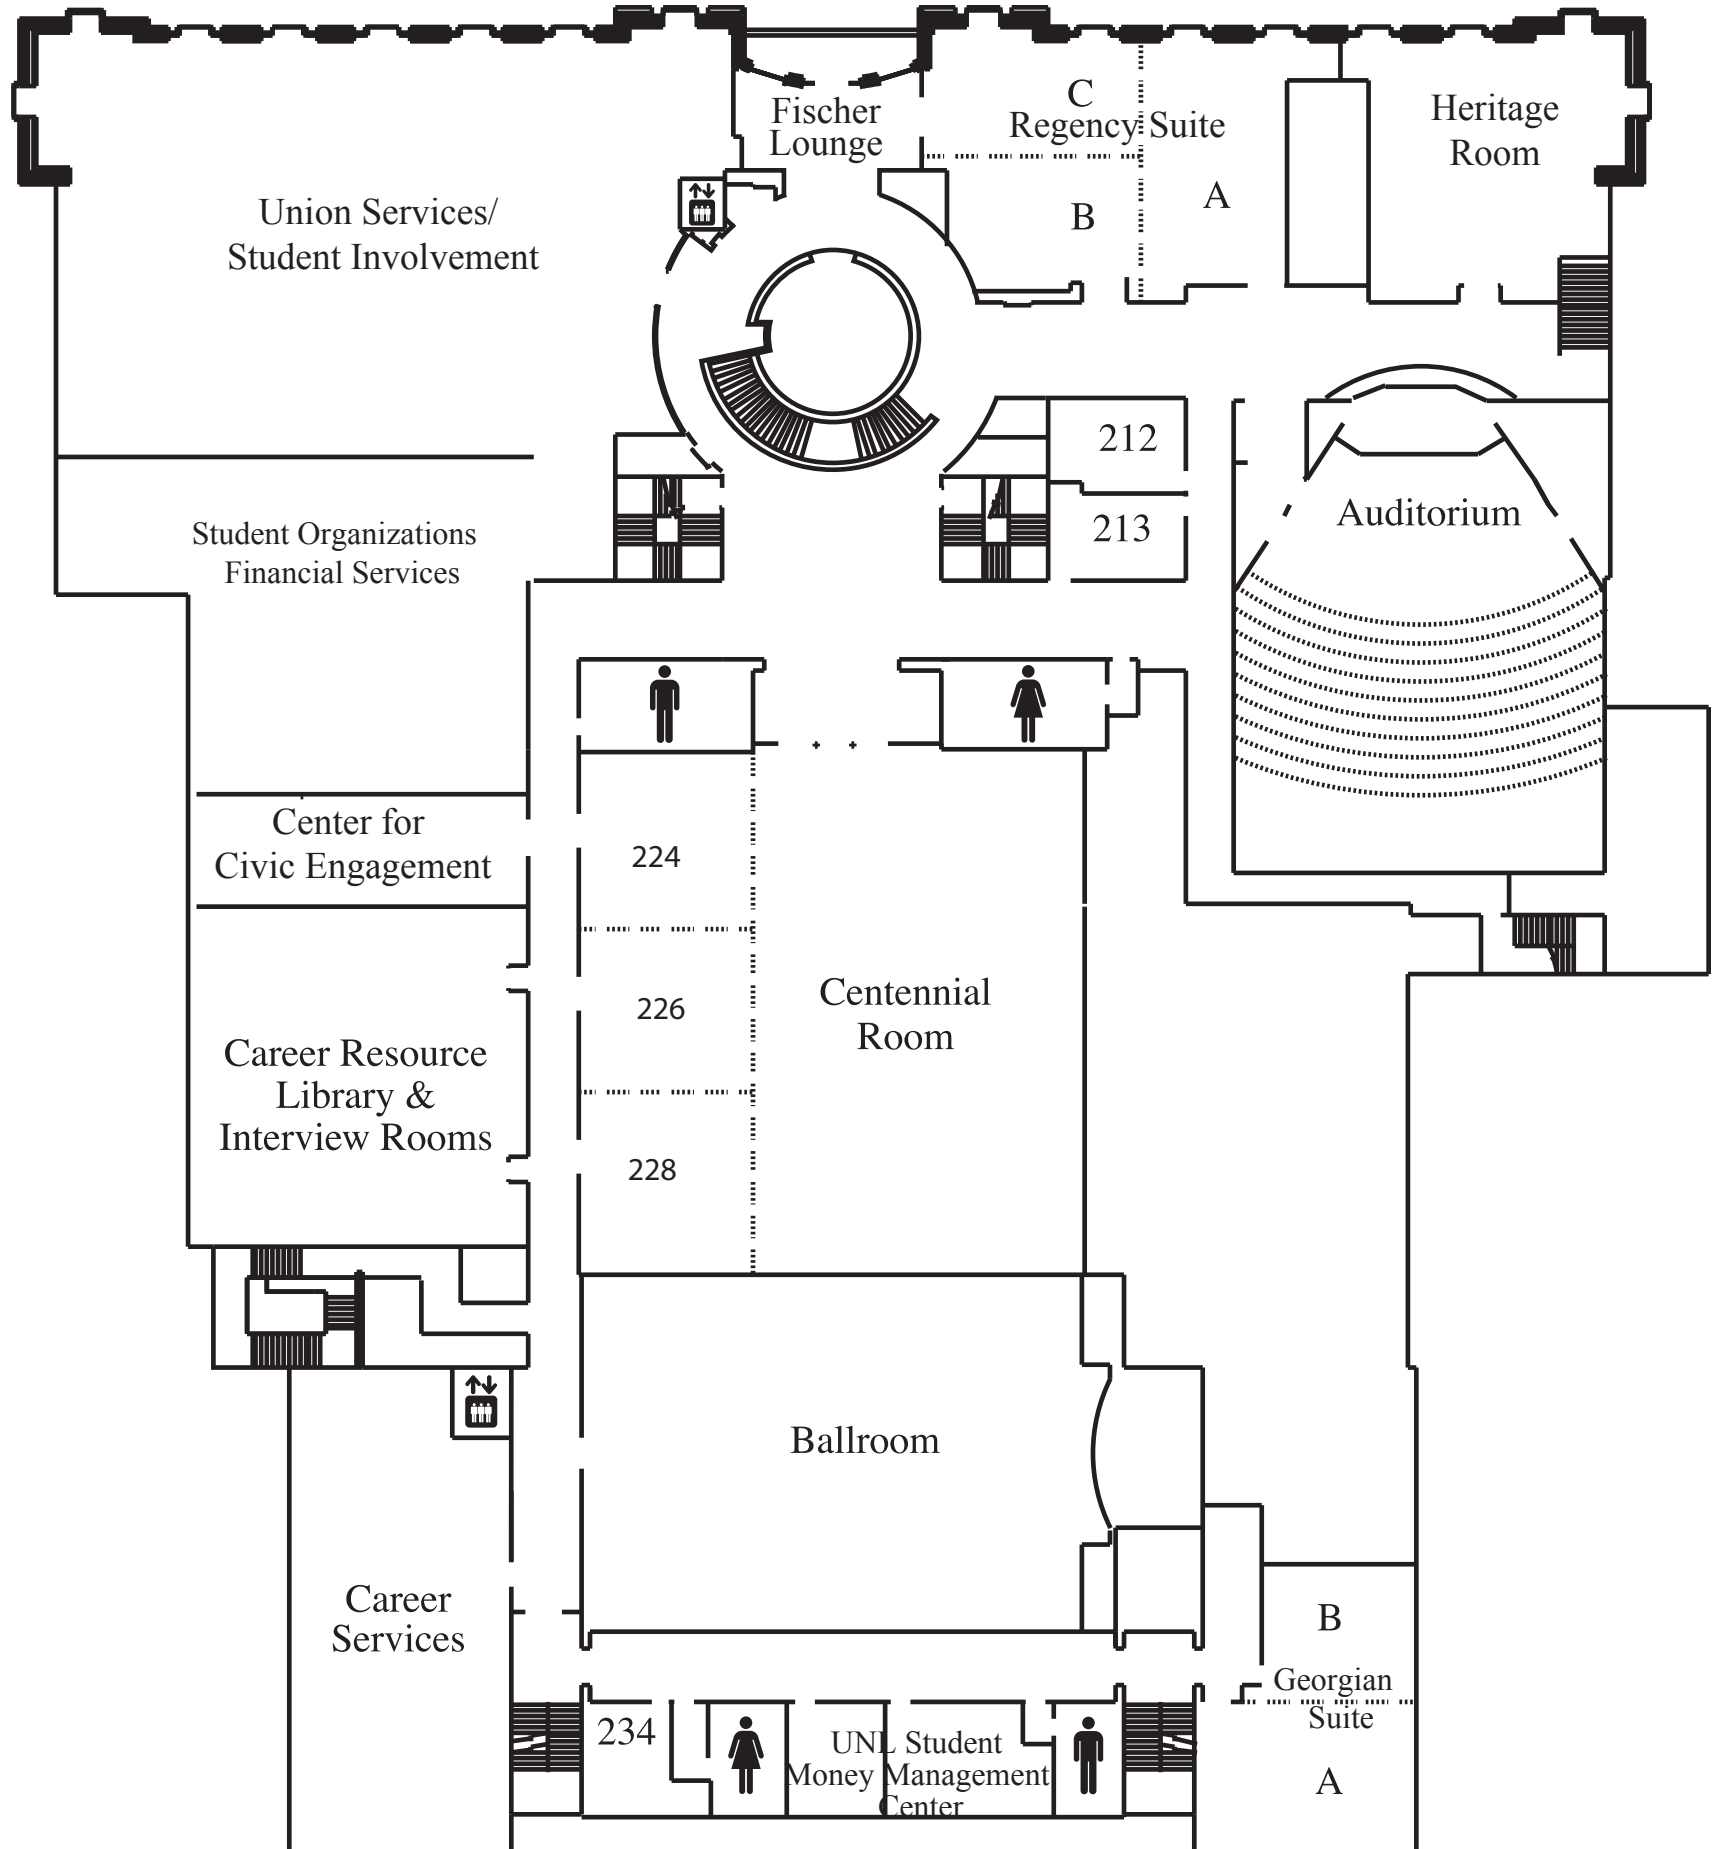 Fischer
Lounge
C
Regency Suite
A
B
Heritage
Room
Union Services/
Student Involvement
212
213
Auditorium
Student Organizations
Financial Services
Center for
Civic Engagement
224
226
228
Centennial
Room
Career Resource
Library &
Interview Rooms
Ballroom
Career
Services
B
Georgian
Suite
A
234
UNL Student
Money Management
Center